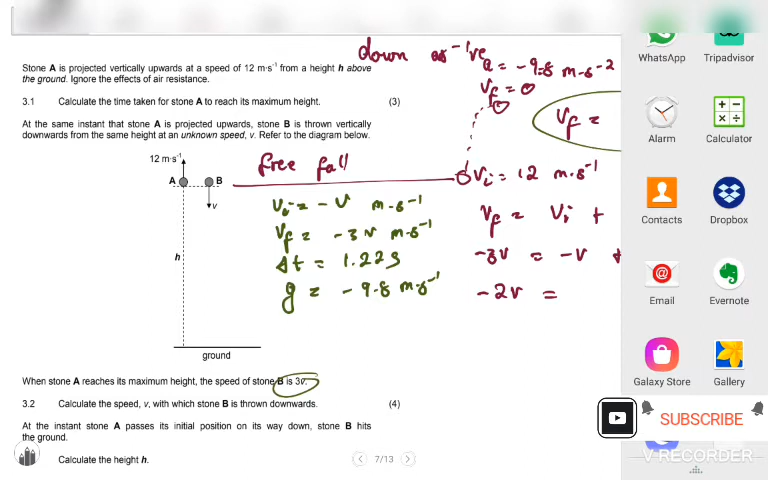 down as -ive
a = -9.8 m·s-2
Stone A is projected vertically upwards at a speed of 12 m·s-1 from a height h above
the ground. Ignore the effects of air resistance.
vf = 0
3.1 Calculate the time taken for stone A to reach its maximum height. (3)
vf =
At the same instant that stone A is projected upwards, stone B is thrown vertically
downwards from the same height at an unknown speed, v. Refer to the diagram below.
12 m·s-1
free fall
A B
vi = 12 m·s-1
v
vi = -v m·s-1
vf = vi +
vf = -3v m·s-1
-3v = -v +
h
Δt = 1.22s
g = -9.8 m·s-1
-2v =
ground
When stone A reaches its maximum height, the speed of stone B is 3v.
3.2 Calculate the speed, v, with which stone B is thrown downwards. (4)
At the instant stone A passes its initial position on its way down, stone B hits
the ground.
Calculate the height h.
7/13
WhatsApp Tripadvisor
Alarm Calculator
Contacts Dropbox
Email Evernote
Galaxy Store Gallery
SUBSCRIBE
V RECORDER